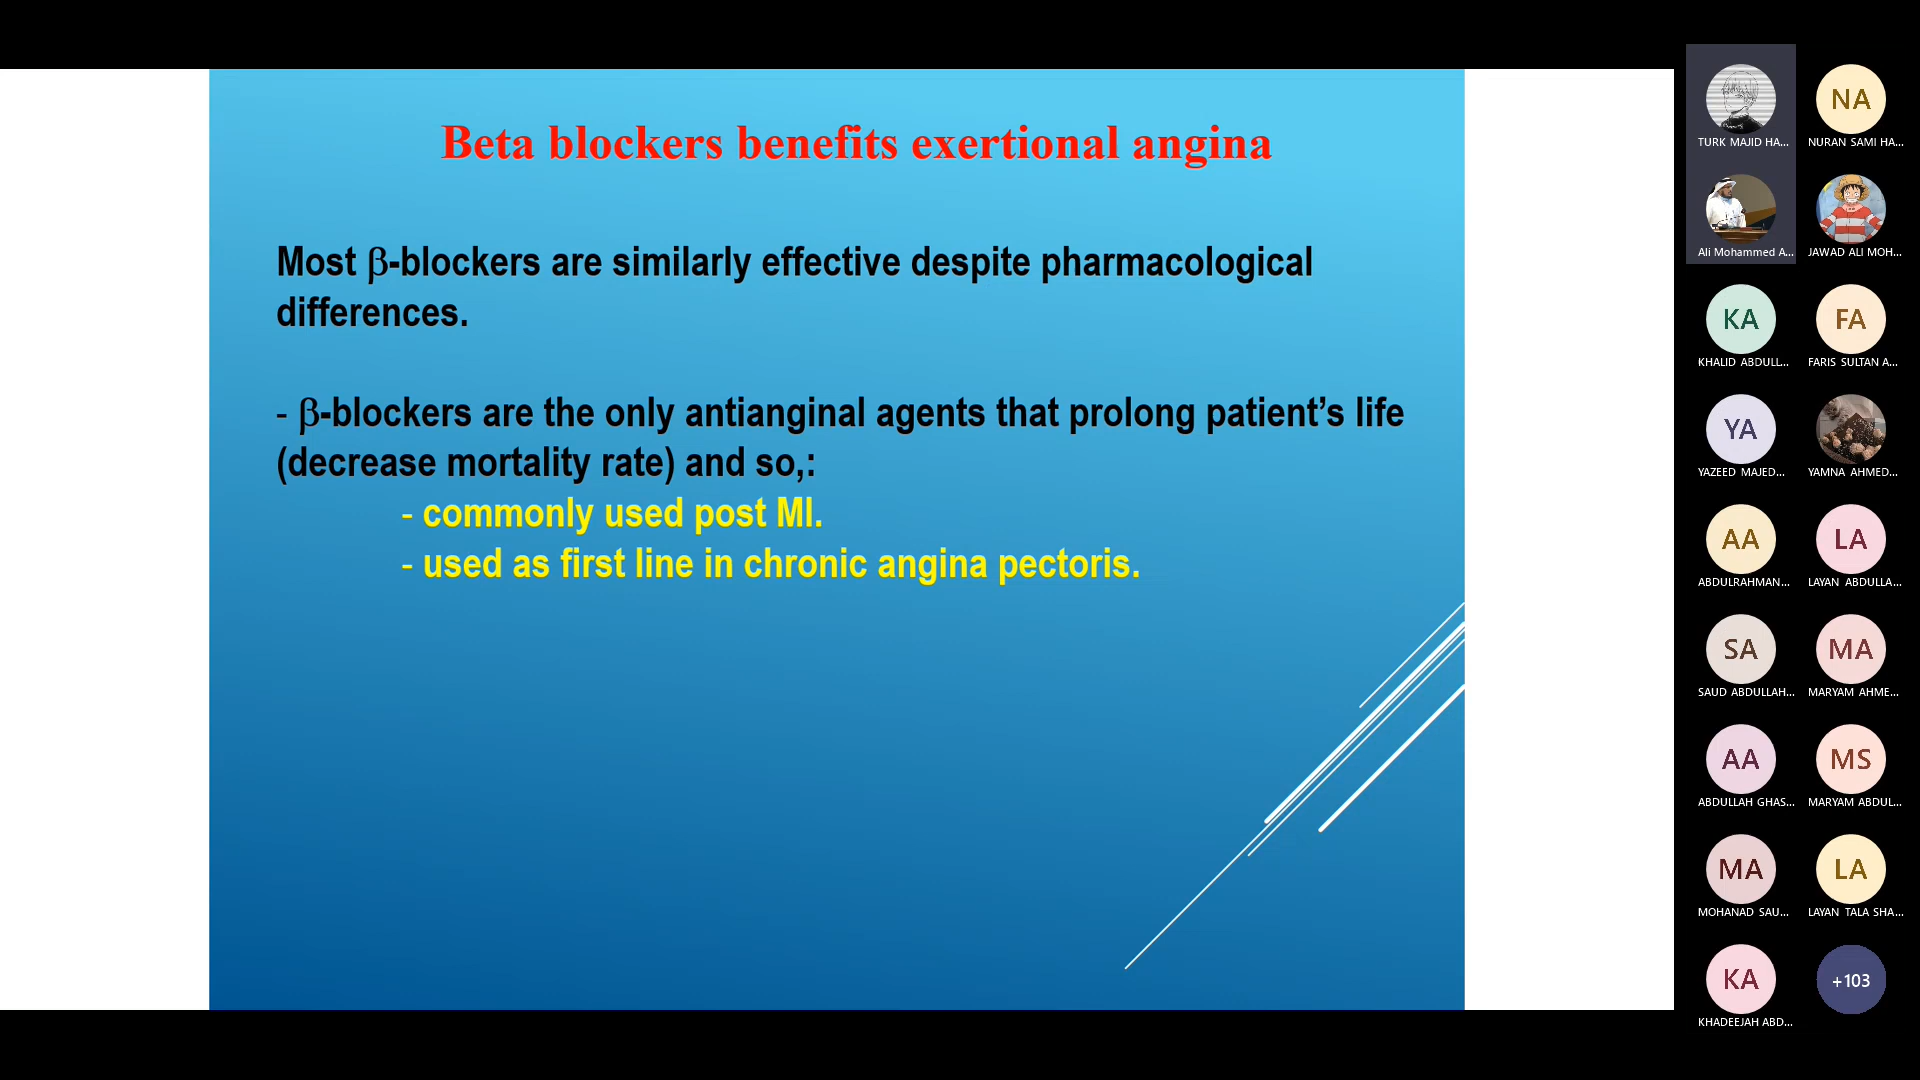 Beta blockers benefits exertional angina
Most β-blockers are similarly effective despite pharmacological
differences.
- β-blockers are the only antianginal agents that prolong patient’s life
(decrease mortality rate) and so,:
- commonly used post MI.
- used as first line in chronic angina pectoris.
TURK MAJID HA...
NA
NURAN SAMI HA...
Ali Mohammed A...
JAWAD ALI MOH...
KA
KHALID ABDULL...
FA
FARIS SULTAN A...
YA
YAZEED MAJED...
YAMNA AHMED...
AA
ABDULRAHMAN...
LA
LAYAN ABDULLA...
SA
SAUD ABDULLAH...
MA
MARYAM AHME...
AA
ABDULLAH GHAS...
MS
MARYAM ABDUL...
MA
MOHANAD SAU...
LA
LAYAN TALA SHA...
KA
KHADEEJAH ABD...
+103